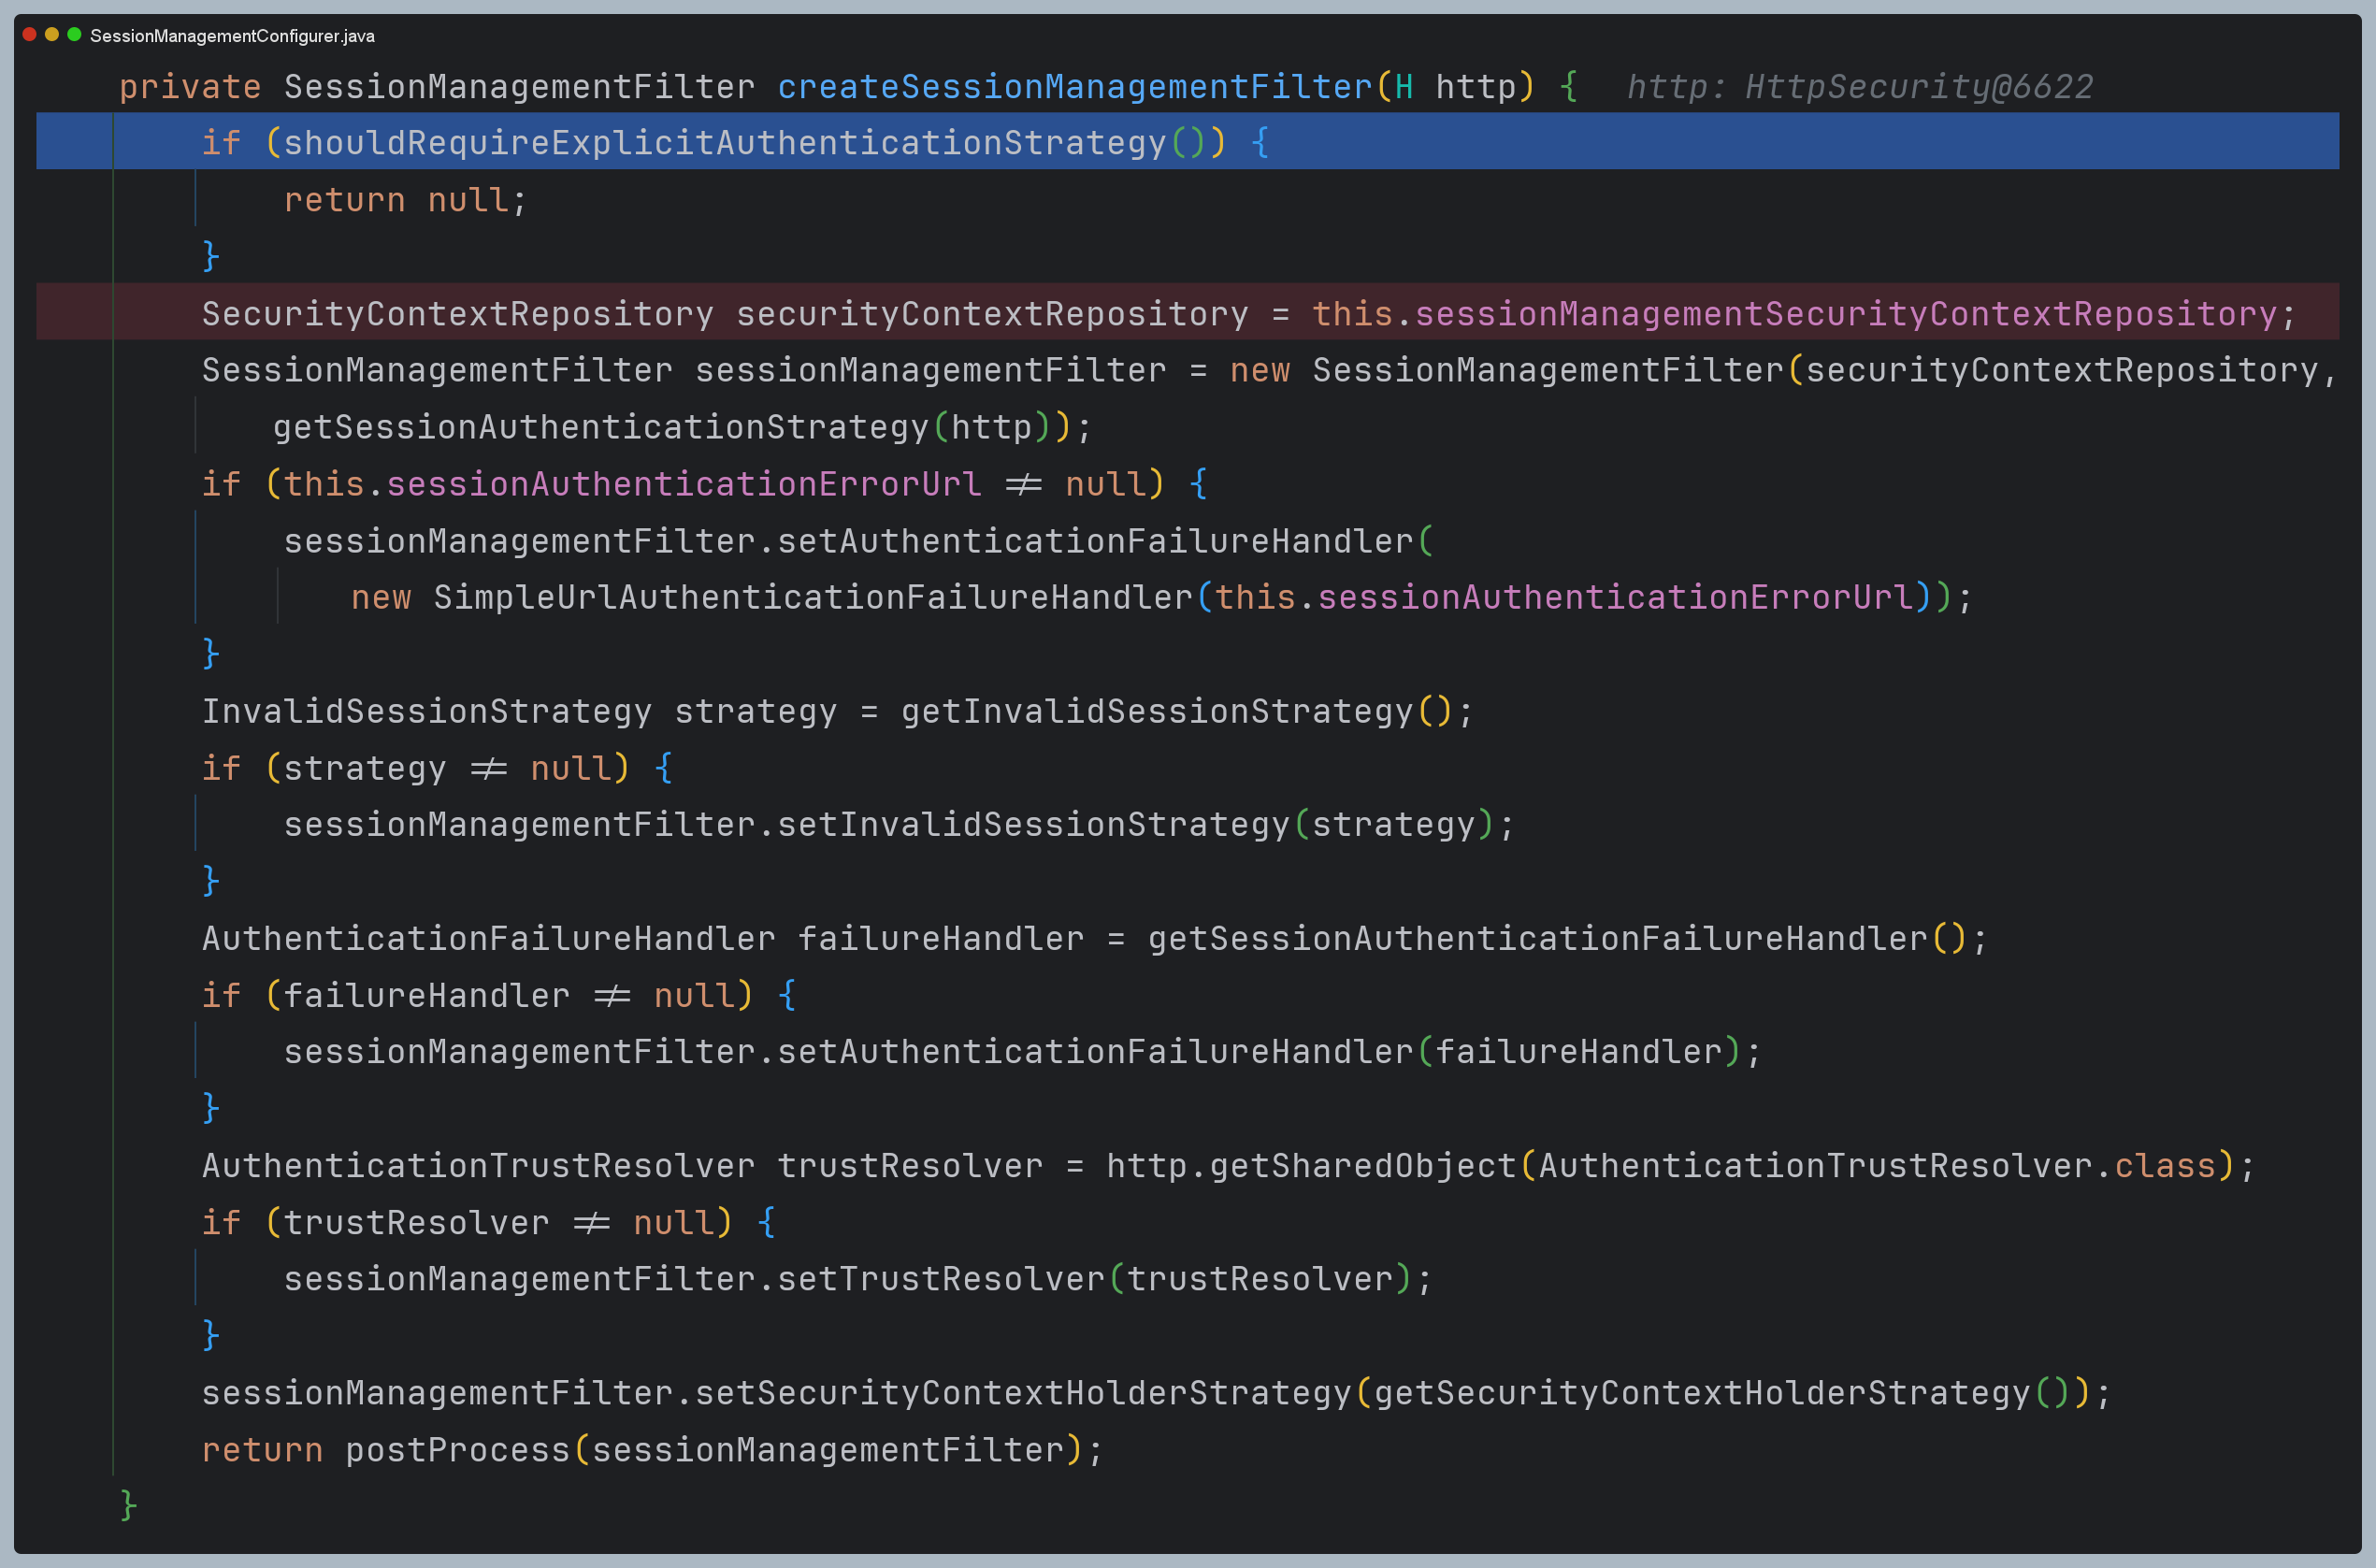 SessionManagementConfigurer.java
private SessionManagementFilter createSessionManagementFilter(H http) {  http: HttpSecurity@6622
if (shouldRequireExplicitAuthenticationStrategy()) {
return null;
}
SecurityContextRepository securityContextRepository = this.sessionManagementSecurityContextRepository;
SessionManagementFilter sessionManagementFilter = new SessionManagementFilter(securityContextRepository,
getSessionAuthenticationStrategy(http));
if (this.sessionAuthenticationErrorUrl != null) {
sessionManagementFilter.setAuthenticationFailureHandler(
new SimpleUrlAuthenticationFailureHandler(this.sessionAuthenticationErrorUrl));
}
InvalidSessionStrategy strategy = getInvalidSessionStrategy();
if (strategy != null) {
sessionManagementFilter.setInvalidSessionStrategy(strategy);
}
AuthenticationFailureHandler failureHandler = getSessionAuthenticationFailureHandler();
if (failureHandler != null) {
sessionManagementFilter.setAuthenticationFailureHandler(failureHandler);
}
AuthenticationTrustResolver trustResolver = http.getSharedObject(AuthenticationTrustResolver.class);
if (trustResolver != null) {
sessionManagementFilter.setTrustResolver(trustResolver);
}
sessionManagementFilter.setSecurityContextHolderStrategy(getSecurityContextHolderStrategy());
return postProcess(sessionManagementFilter);
}